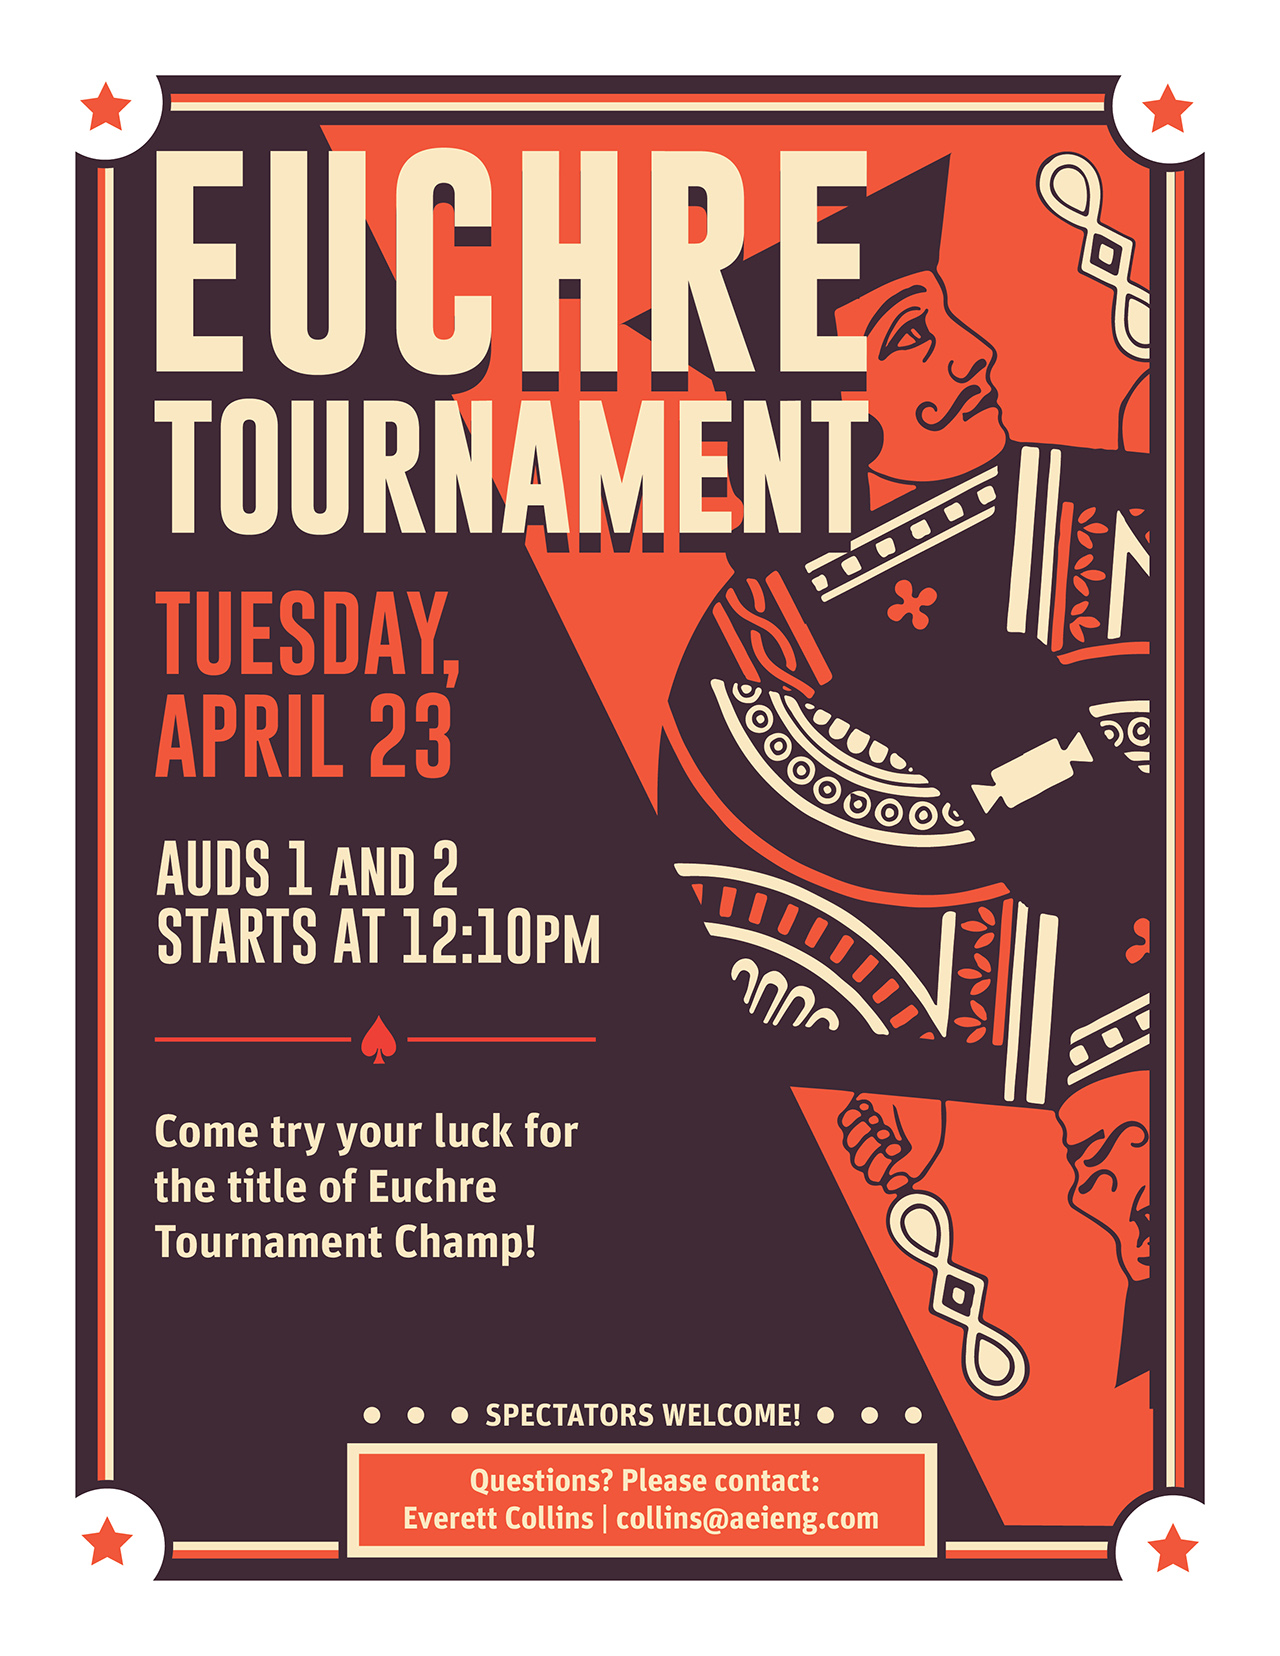 EUCHRE
TOURNAMENT
TUESDAY,
APRIL 23
AUDS 1 AND 2
STARTS AT 12:10PM
Come try your luck for
the title of Euchre
Tournament Champ!
SPECTATORS WELCOME!
Questions? Please contact:
Everett Collins | collins@aeieng.com